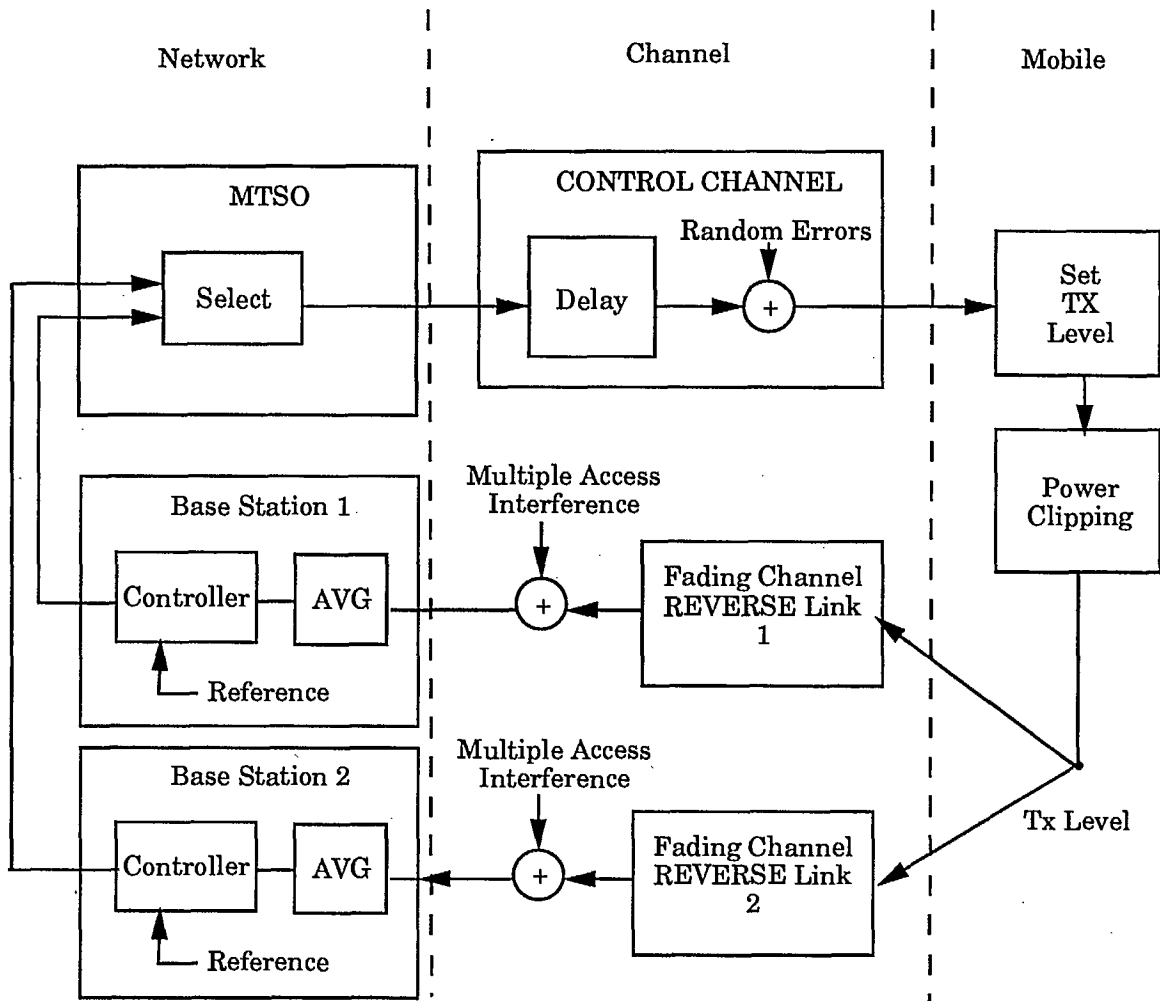 Network
Channel
Mobile
MTSO
Select
CONTROL CHANNEL
Random Errors
Delay
+
Set
TX
Level
Power
Clipping
Base Station 1
Controller
AVG
Reference
Multiple Access
Interference
+
Fading Channel
REVERSE Link
1
Base Station 2
Controller
AVG
Reference
Multiple Access
Interference
+
Fading Channel
REVERSE Link
2
Tx Level